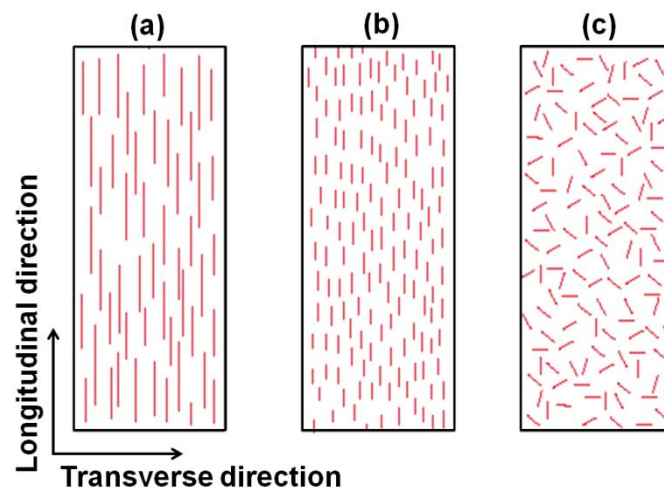 (a)
(b)
(c)
Longitudinal direction
Transverse direction